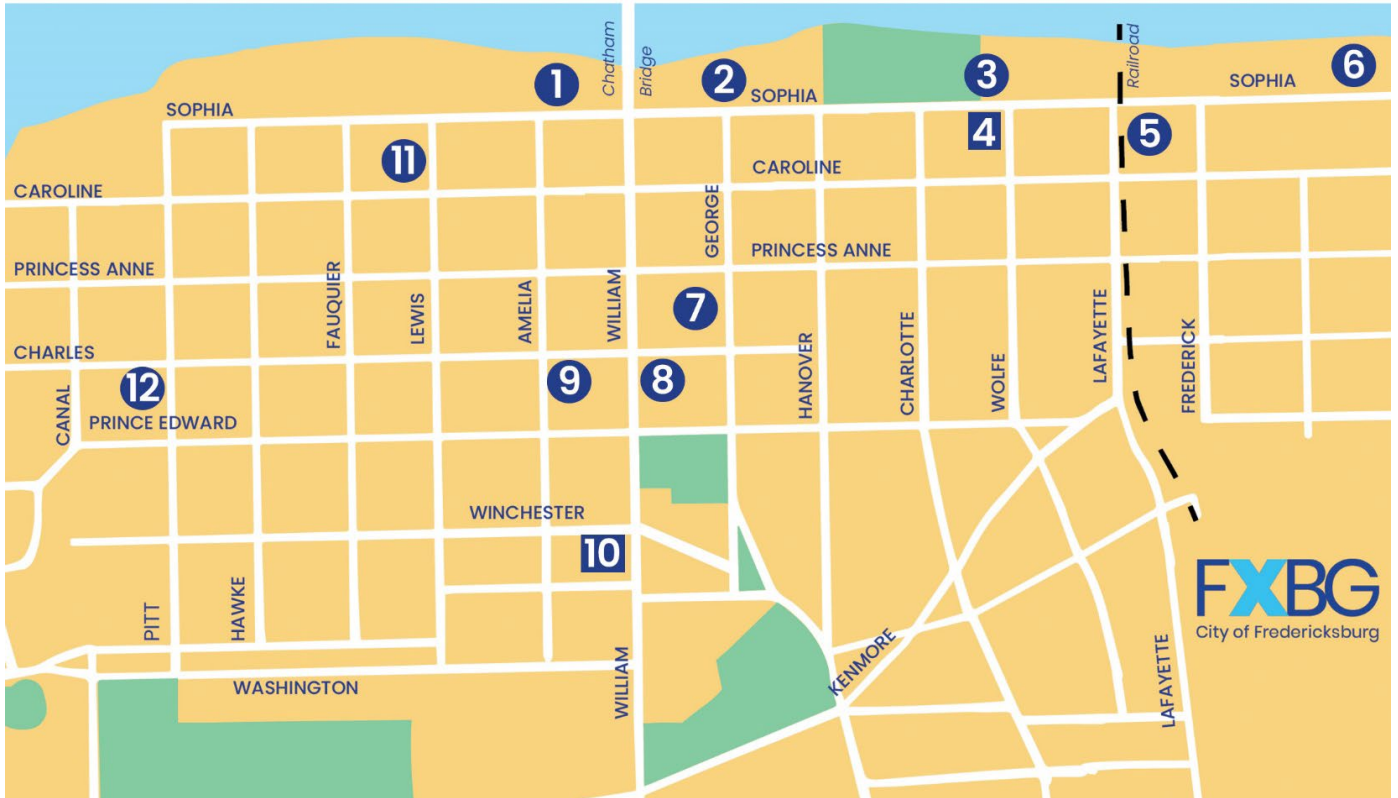 Chatham
Bridge
Railroad
1
2
3
6
SOPHIA
SOPHIA
SOPHIA
4
5
11
CAROLINE
CAROLINE
GEORGE
PRINCESS ANNE
PRINCESS ANNE
FAUQUIER
LEWIS
AMELIA
WILLIAM
7
LAFAYETTE
CHARLES
HANOVER
CHARLOTTE
WOLFE
FREDERICK
12
9
8
CANAL
PRINCE EDWARD
WINCHESTER
10
PITT
HAWKE
FXBG
City of Fredericksburg
KENMORE
WASHINGTON
WILLIAM
LAFAYETTE